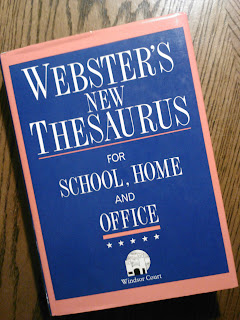 WEBSTER'S
NEW
THESAURUS
FOR
SCHOOL, HOME
AND
OFFICE
Windsor Court